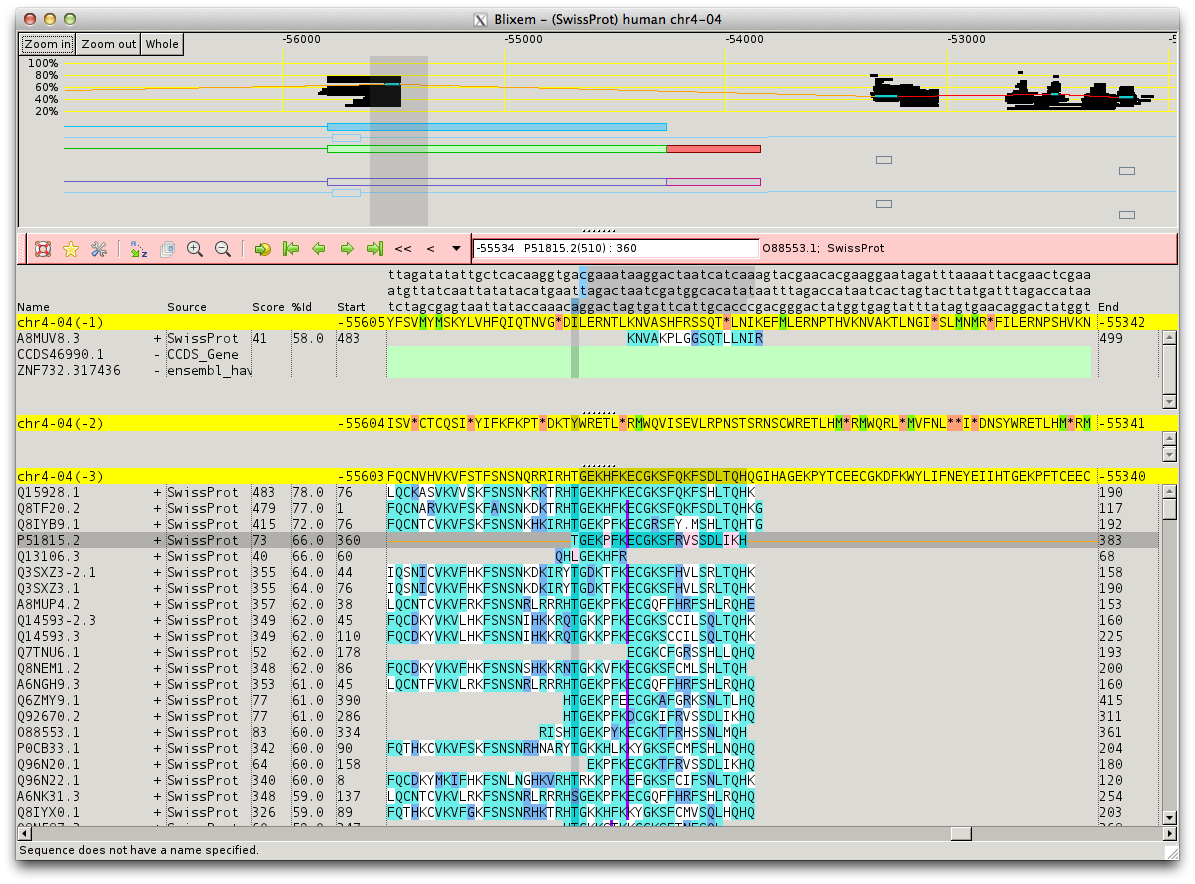 Blixem - (SwissProt) human chr4-04
Zoom in Zoom out Whole
-56000 -55000 -54000 -53000
100%
80%
60%
40%
20%
<< < -55534 P51815.2(510) : 360 O88553.1; SwissProt
ttagatatattgctcacaaggtgacgaaataaggactaatcatcaaagtacgaacacgaaggaatagatttaaaattacgaactcgaa
Name Source Score %Id Start End
chr4-04(-1) -55605 YFSVMYMSKYLVHFQIQTNVG*DILERNTLKNVASHFRSSQT*LNIKEFMLERNPTHVKNVAKTLNGI*SLMNMR*FILERNPSHVKN -55342
A8MUV8.3 + SwissProt 41 58.0 483 KNVAKPLGGSQTLLNIR 499
CCDS46990.1 - CCDS_Gene
ZNF732.317436 - ensembl_hav
chr4-04(-2) -55604 ISV*CTCQSI*YIFKFKPT*DKTYWRETL*RMWQVISEVLRPNSTSRNSCWRETLHM*RMWQRL*MVFNL**I*DNSYWRETLHM*RM -55341
chr4-04(-3) -55603 FQCNVHVKVFSTFSNSNQRRIRHTGEKHFKECGKSFQKFSDLTQHQGIHAGEKPYTCEECGKDFKWYLIFNEYEIIHTGEKPFTCEEC -55340
Q15928.1 + SwissProt 483 78.0 76 LQCKASVKVVSKFSNSNKRKTRHTGEKHFKECGKSFQKFSHLTQHK 190
Q8TF20.2 + SwissProt 479 77.0 1 FQCNARVKVFSKFANSNKDKTRHTGEKHFKECGKSFQKFSDLTQHKG 117
Q8IYB9.1 + SwissProt 415 72.0 76 FQCNTCVKVFSKFSNSNKHKIRHTGEKPFKECGRSFY.MSHLTQHTG 192
P51815.2 + SwissProt 73 66.0 360 TGEKPFKECGKSFRVSSDLIKH 383
Q13106.3 + SwissProt 40 66.0 60 QHLGEKHFR 68
Q3SXZ3-2.1 + SwissProt 355 64.0 44 IQSNICVKVFHKFSNSNKDKIRYTGDKTFKECGKSFHVLSRLTQHK 158
Q3SXZ3.1 + SwissProt 355 64.0 76 IQSNICVKVFHKFSNSNKDKIRYTGDKTFKECGKSFHVLSRLTQHK 190
A8MUP4.2 + SwissProt 357 62.0 38 LQCNTCVKVFRKFSNSNRLRRRHTGEKPFKECGQFFHRFSHLRQHE 153
Q14593-2.3 + SwissProt 349 62.0 45 FQCDKYVKVLHKFSNSNIHKKRQTGKKPFKECGKSCCILSQLTQHK 160
Q14593.3 + SwissProt 349 62.0 110 FQCDKYVKVLHKFSNSNIHKKRQTGKKPFKECGKSCCILSQLTQHK 225
Q7TNU6.1 + SwissProt 52 62.0 178 ECGKCFGRSSHLLQHQ 193
Q8NEM1.2 + SwissProt 348 62.0 86 FQCDKYVKVFHKFSNSNSHKKRNTGKKVFKECGKSFCMLSHLTQH 200
A6NGH9.3 + SwissProt 353 61.0 45 LQCNTFVKVLRKFSNSNRLRRRHTGEKPFKECGQFFHRFSHLRQHQ 160
Q6ZMY9.1 + SwissProt 77 61.0 390 HTGEKPFEECGKAFGRKSNLTLHQ 415
Q92670.2 + SwissProt 77 61.0 286 HTGEKPFKDCGKIFRVSSDLIKHQ 311
O88553.1 + SwissProt 83 60.0 334 RISHTGEKPYKECGKTFRHSSNLMQH 361
P0CB33.1 + SwissProt 342 60.0 90 FQTHKCVKVFSKFSNSNRHNARYTGKKHLKKYGKSFCMFSHLNQHQ 204
Q96N20.1 + SwissProt 64 60.0 158 EKPFKECGKTFRVSSDLIKHQ 180
Q96N22.1 + SwissProt 340 60.0 8 FQCDKYMKIFHKFSNLNGHKVRHTRKKPFKEFGKSFCIFSNLTQHK 120
A6NK31.3 + SwissProt 348 59.0 137 LQCNTCVKVLRKFSNSNRLRRRHSGEKPFKECGQFFHRFSHLRQHQ 254
Q8IYX0.1 + SwissProt 326 59.0 89 FQTHKCVKVFGKFSNSNRHKTRHTGKKHFKKYGKSFCMVSQLHQHQ 203
Sequence does not have a name specified.